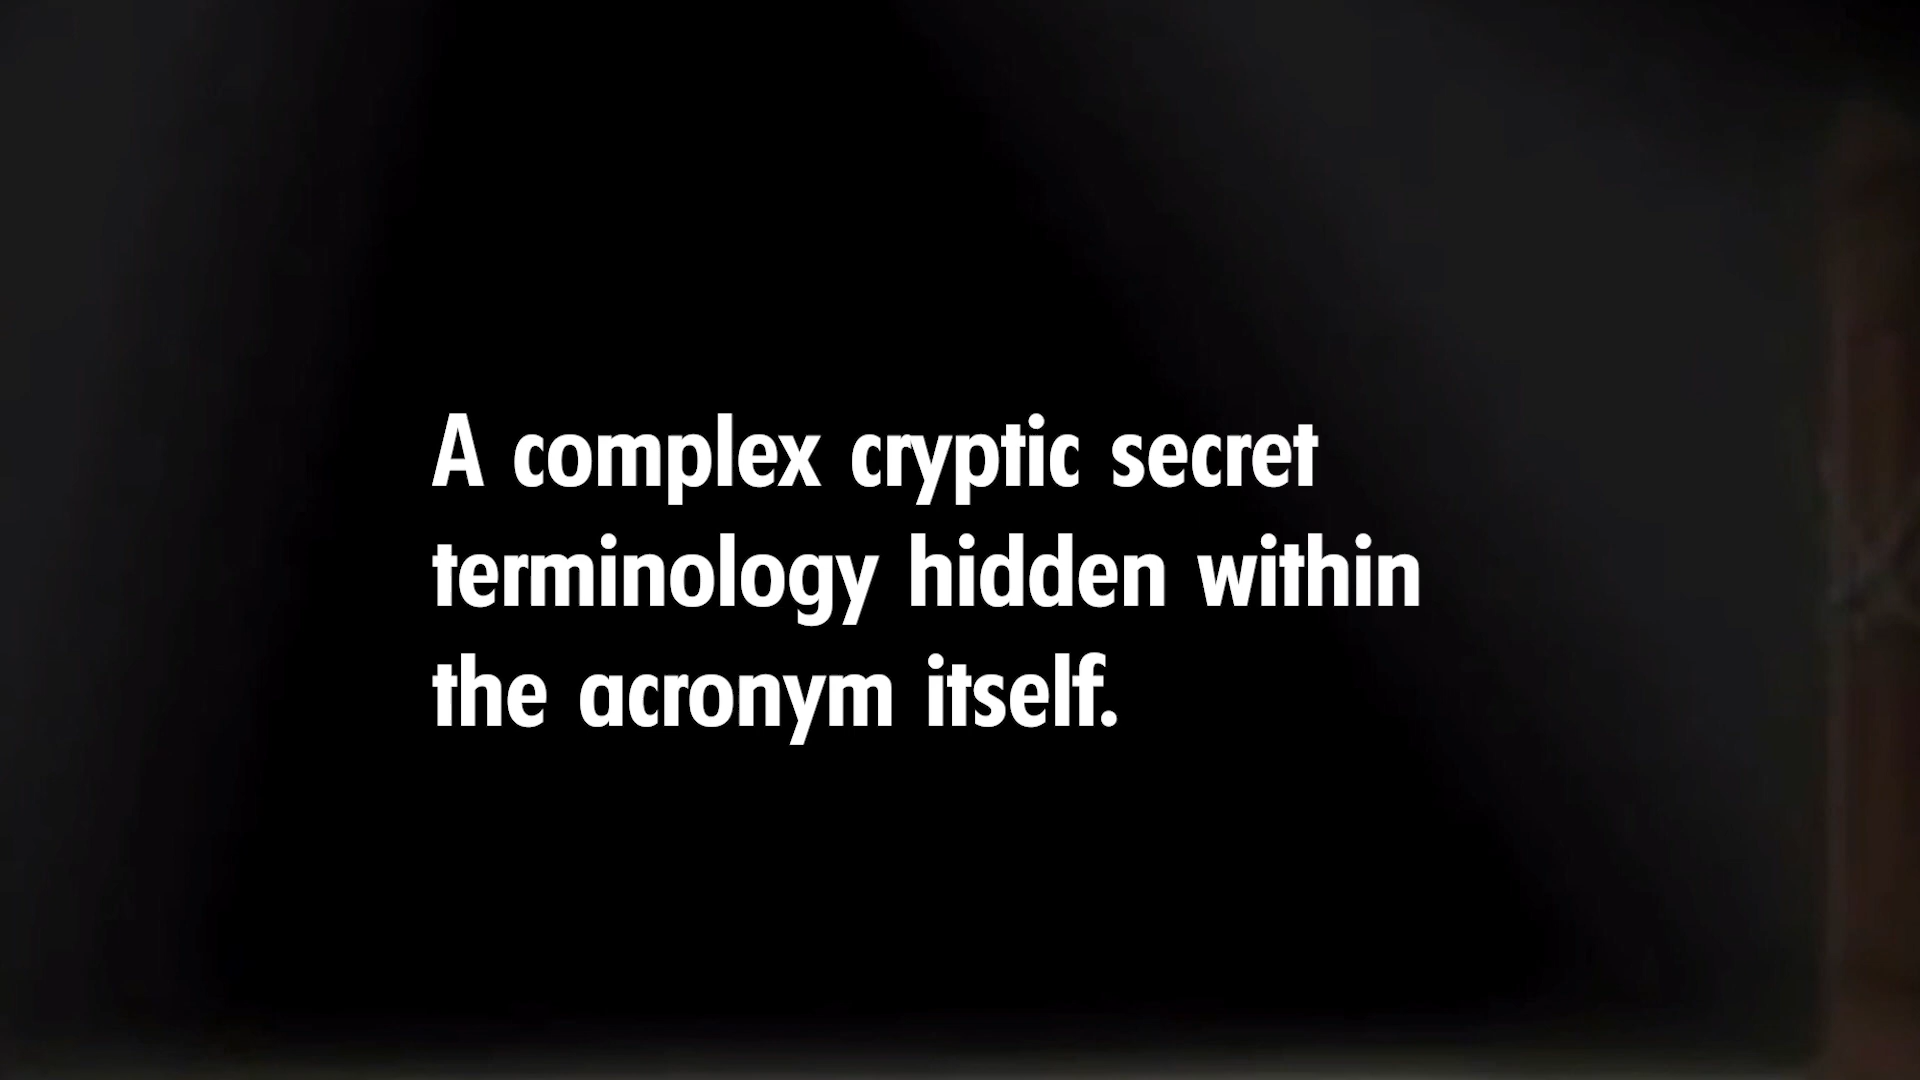 A complex cryptic secret
terminology hidden within
the acronym itself.